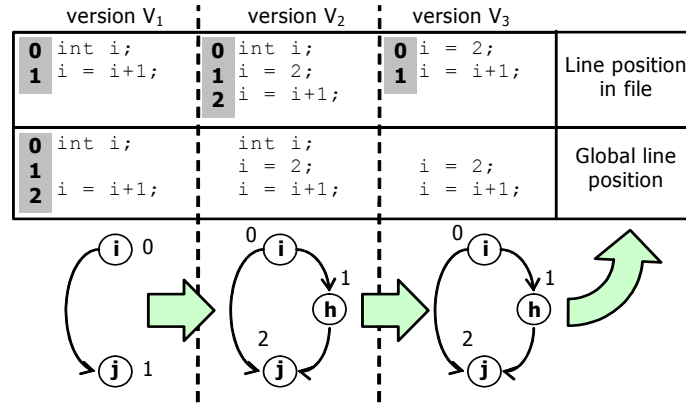 version V1 version V2 version V3
0 int i; 0 int i; 0 i = 2; Line position
1 i = i+1; 1 i = 2; 1 i = i+1; in file
2 i = i+1;
0 int i; int i; Global line
1 i = 2; i = 2; position
2 i = i+1; i = i+1; i = i+1;
i 0 0 i 0 i
1 h 1 h
j 1 2 j 2 j